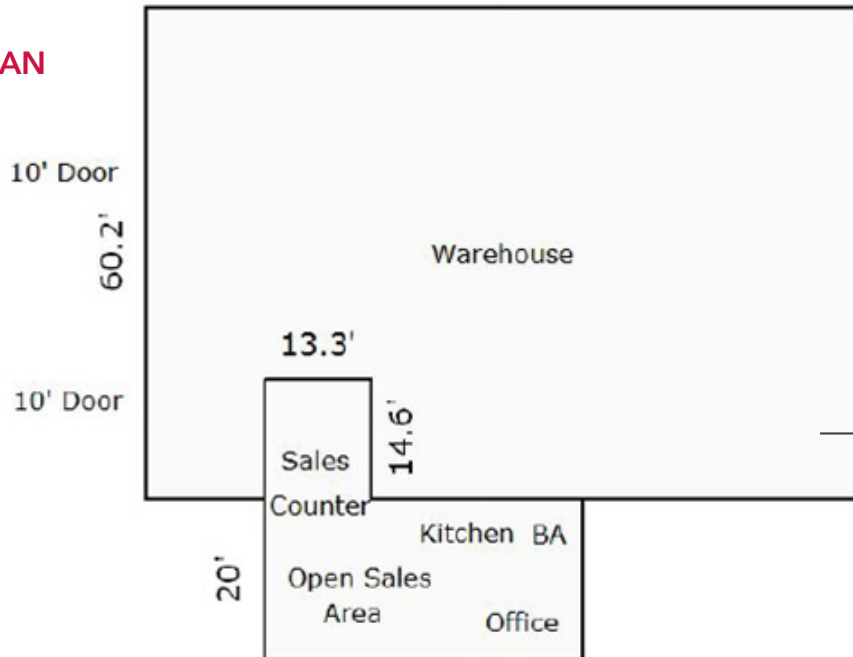 AN
10' Door
60.2'
Warehouse
13.3'
10' Door
14.6'
Sales
Counter
Kitchen BA
20'
Open Sales
Area
Office